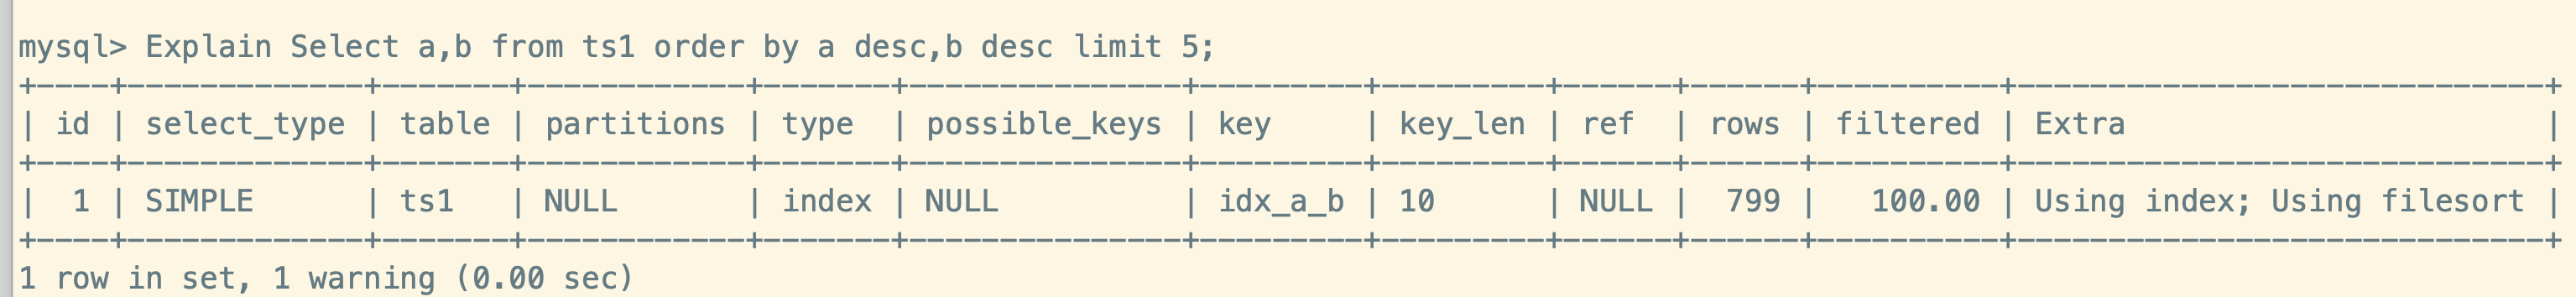 mysql> Explain Select a,b from ts1 order by a desc,b desc limit 5;
+----+-------------+-------+------------+-------+---------------+---------+---------+------+------+----------+-----------------------------+
| id | select_type | table | partitions | type  | possible_keys | key     | key_len | ref  | rows | filtered | Extra                       |
+----+-------------+-------+------------+-------+---------------+---------+---------+------+------+----------+-----------------------------+
|  1 | SIMPLE      | ts1   | NULL       | index | NULL          | idx_a_b | 10      | NULL |  799 |   100.00 | Using index; Using filesort |
+----+-------------+-------+------------+-------+---------------+---------+---------+------+------+----------+-----------------------------+
1 row in set, 1 warning (0.00 sec)